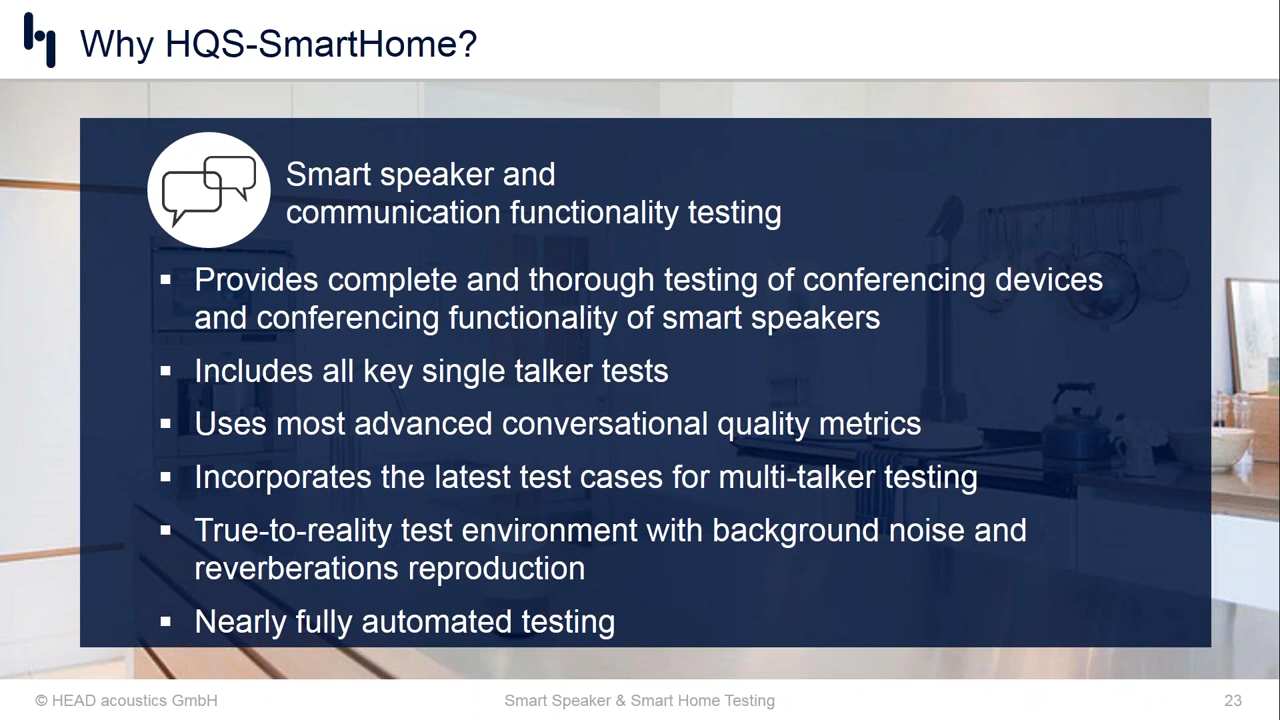 Why HQS-SmartHome?
Smart speaker and
communication functionality testing
▪ Provides complete and thorough testing of conferencing devices
and conferencing functionality of smart speakers
▪ Includes all key single talker tests
▪ Uses most advanced conversational quality metrics
▪ Incorporates the latest test cases for multi-talker testing
▪ True-to-reality test environment with background noise and
reverberations reproduction
▪ Nearly fully automated testing
© HEAD acoustics GmbH
Smart Speaker & Smart Home Testing
23